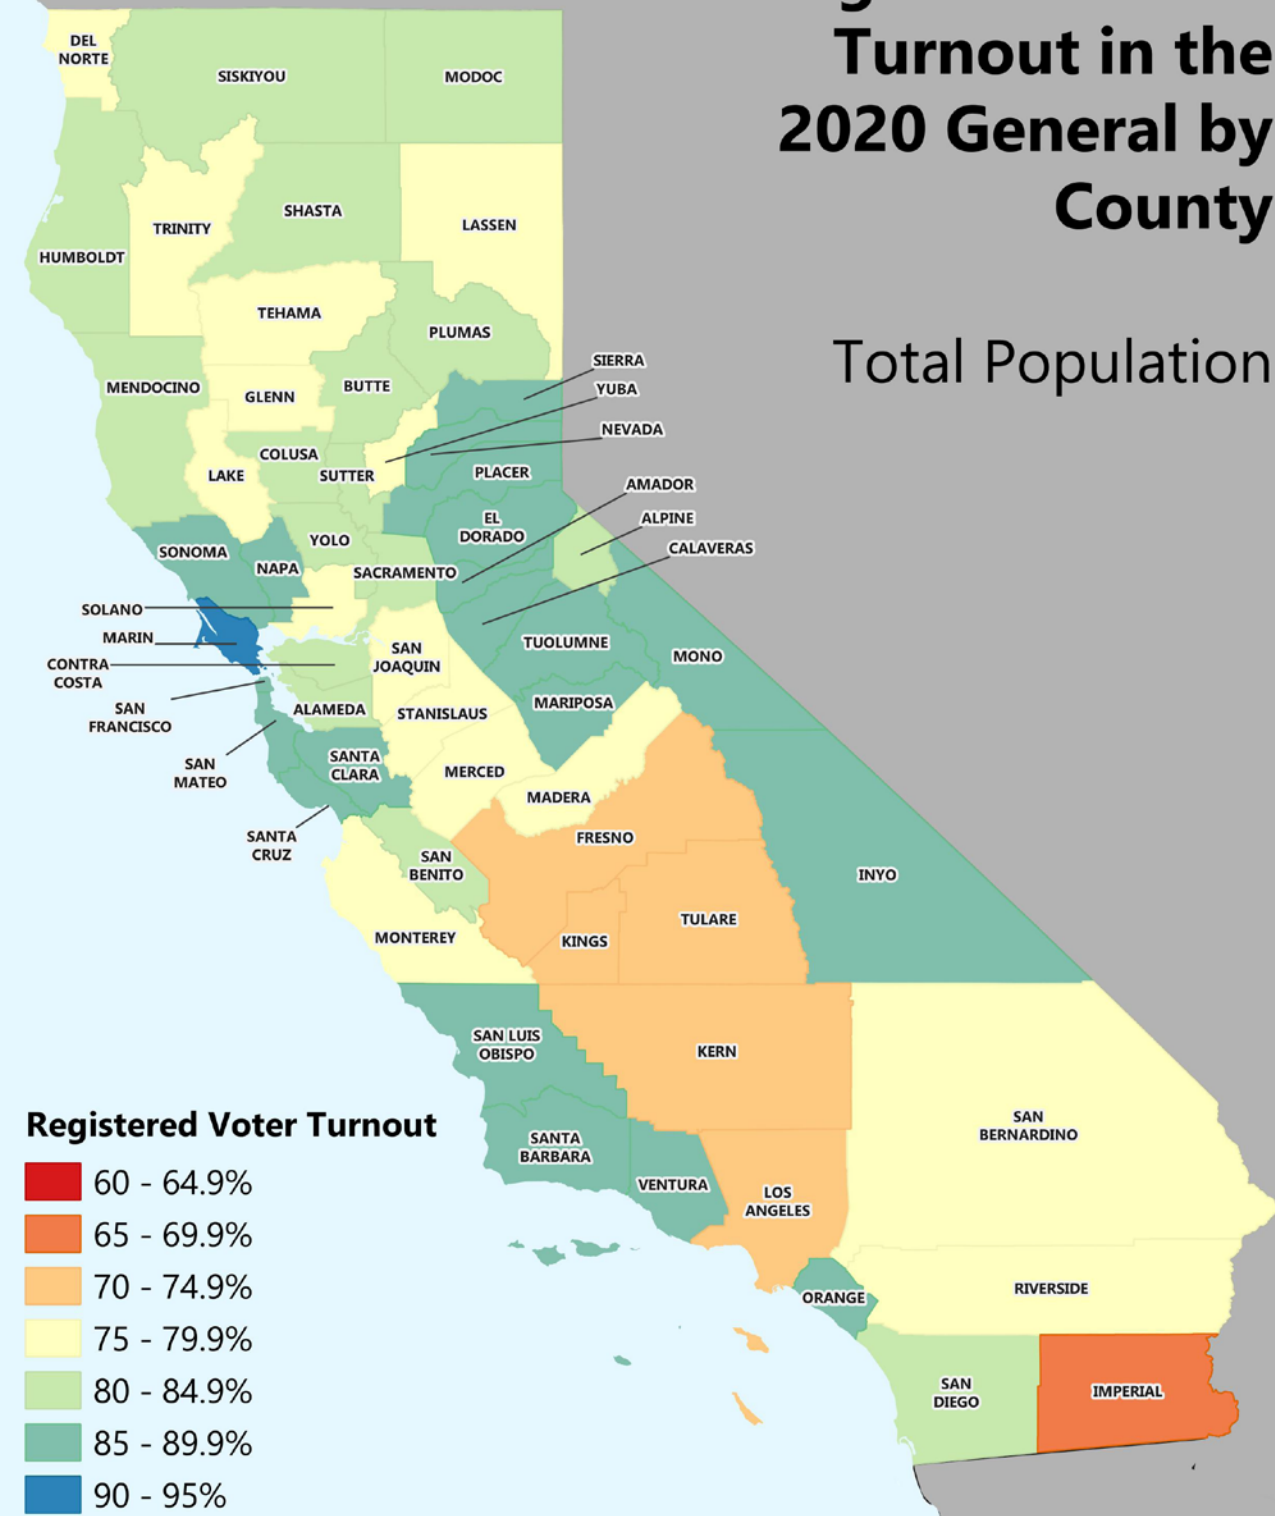 Turnout in the
2020 General by
County
Total Population
DEL
NORTE
SISKIYOU
MODOC
TRINITY
SHASTA
LASSEN
HUMBOLDT
TEHAMA
PLUMAS
SIERRA
MENDOCINO
BUTTE
YUBA
GLENN
NEVADA
COLUSA
LAKE
SUTTER
PLACER
AMADOR
EL
DORADO
ALPINE
SONOMA
YOLO
CALAVERAS
NAPA
SACRAMENTO
SOLANO
MARIN
SAN
JOAQUIN
TUOLUMNE
MONO
CONTRA
COSTA
SAN
FRANCISCO
ALAMEDA
STANISLAUS
MARIPOSA
SAN
MATEO
SANTA
CLARA
MERCED
MADERA
SANTA
CRUZ
FRESNO
SAN
BENITO
INYO
MONTEREY
KINGS
TULARE
SAN LUIS
OBISPO
KERN
SAN
BERNARDINO
SANTA
BARBARA
VENTURA
LOS
ANGELES
ORANGE
RIVERSIDE
SAN
DIEGO
IMPERIAL
Registered Voter Turnout
60 - 64.9%
65 - 69.9%
70 - 74.9%
75 - 79.9%
80 - 84.9%
85 - 89.9%
90 - 95%